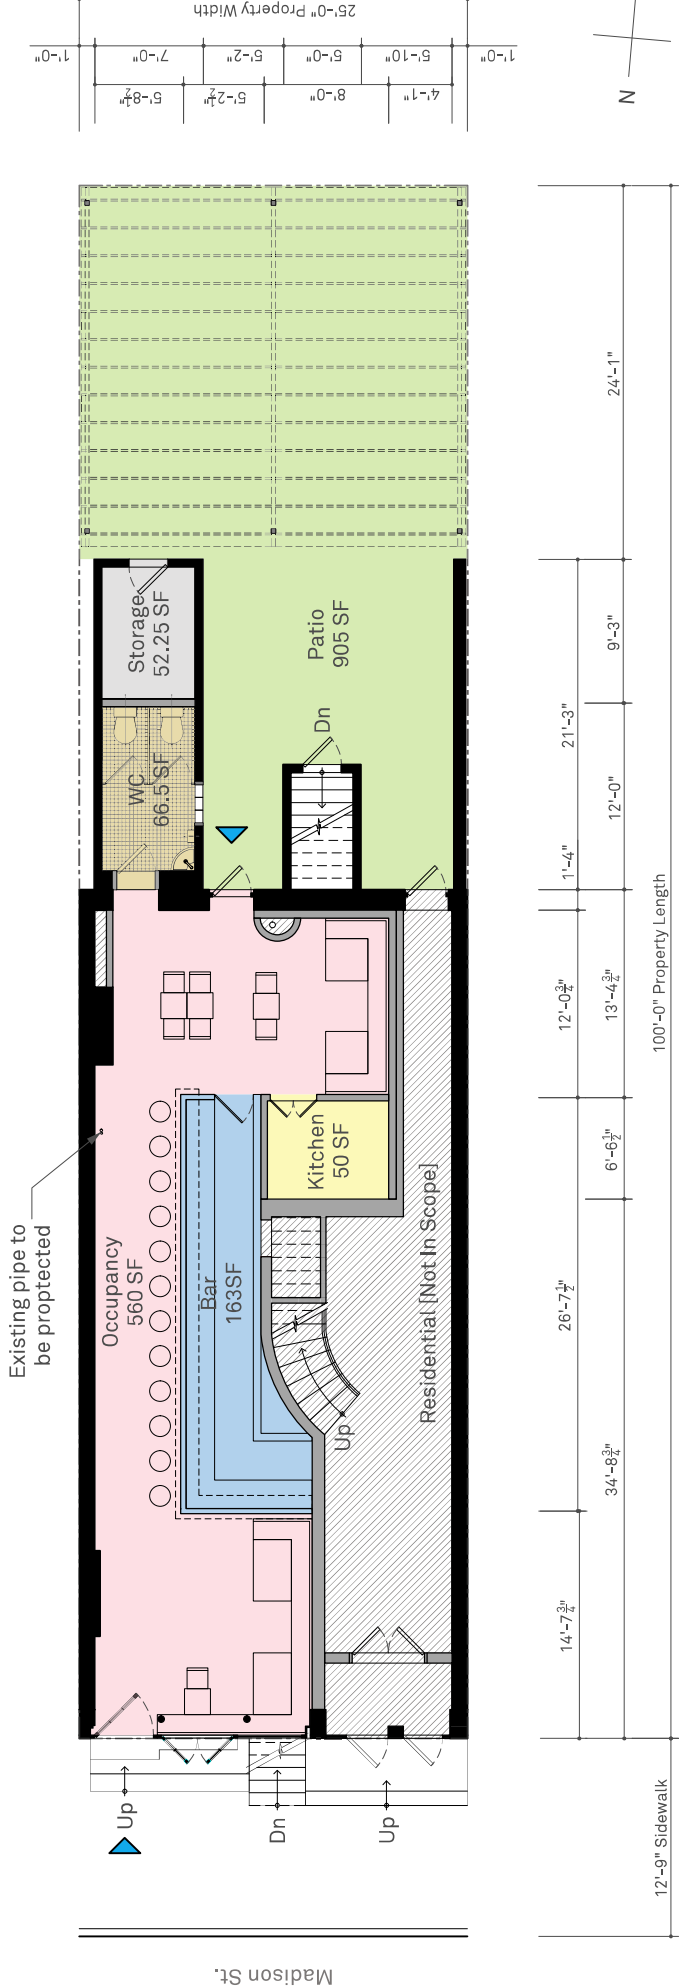 25'-0" Property Width
1'-0"
7'-0"
5'-2"
5'-0"
5'-10"
1'-0"
5'-8½"
5'-2½"
8'-0"
4'-1"
N
24'-1"
Storage
52.25 SF
Patio
905 SF
9'-3"
21'-3"
Dn
WC
66.5 SF
12'-0"
1'-4"
100'-0" Property Length
12'-0¾"
13'-4¾"
Existing pipe to
be proptected
Kitchen
50 SF
6'-6½"
Occupancy
560 SF
Bar
163SF
Residential [Not In Scope]
26'-7½"
Up
34'-8¾"
14'-7¾"
Up
Dn
Up
12'-9" Sidewalk
Madison St.